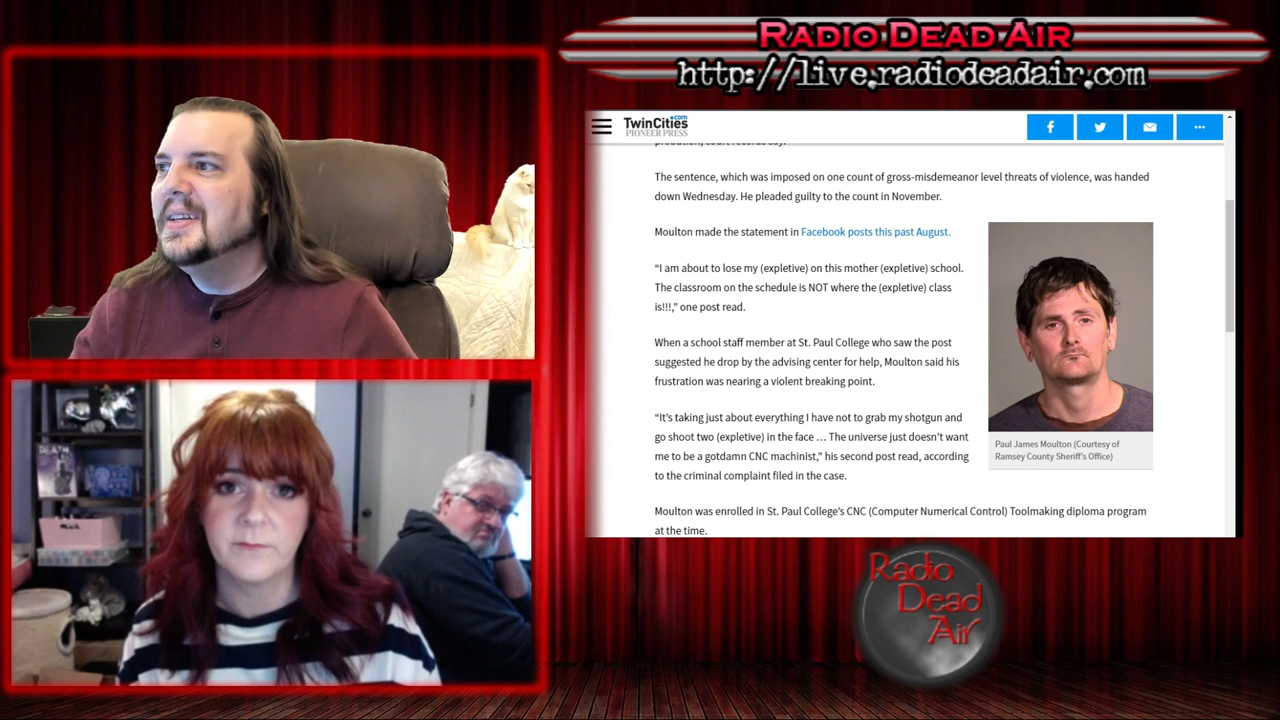 RADIO DEAD AIR
http://live.radiodeadair.com
TwinCities.com
PIONEER PRESS
probation, court records say.
The sentence, which was imposed on one count of gross-misdemeanor level threats of violence, was handed
down Wednesday. He pleaded guilty to the count in November.
Moulton made the statement in Facebook posts this past August.
“I am about to lose my (expletive) on this mother (expletive) school.
The classroom on the schedule is NOT where the (expletive) class
is!!!,” one post read.
When a school staff member at St. Paul College who saw the post
suggested he drop by the advising center for help, Moulton said his
frustration was nearing a violent breaking point.
“It’s taking just about everything I have not to grab my shotgun and
go shoot two (expletive) in the face … The universe just doesn’t want
me to be a gotdamn CNC machinist,” his second post read, according
to the criminal complaint filed in the case.
Paul James Moulton (Courtesy of
Ramsey County Sheriff’s Office)
Moulton was enrolled in St. Paul College’s CNC (Computer Numerical Control) Toolmaking diploma program
at the time.
DEATH
Radio
Dead
Air